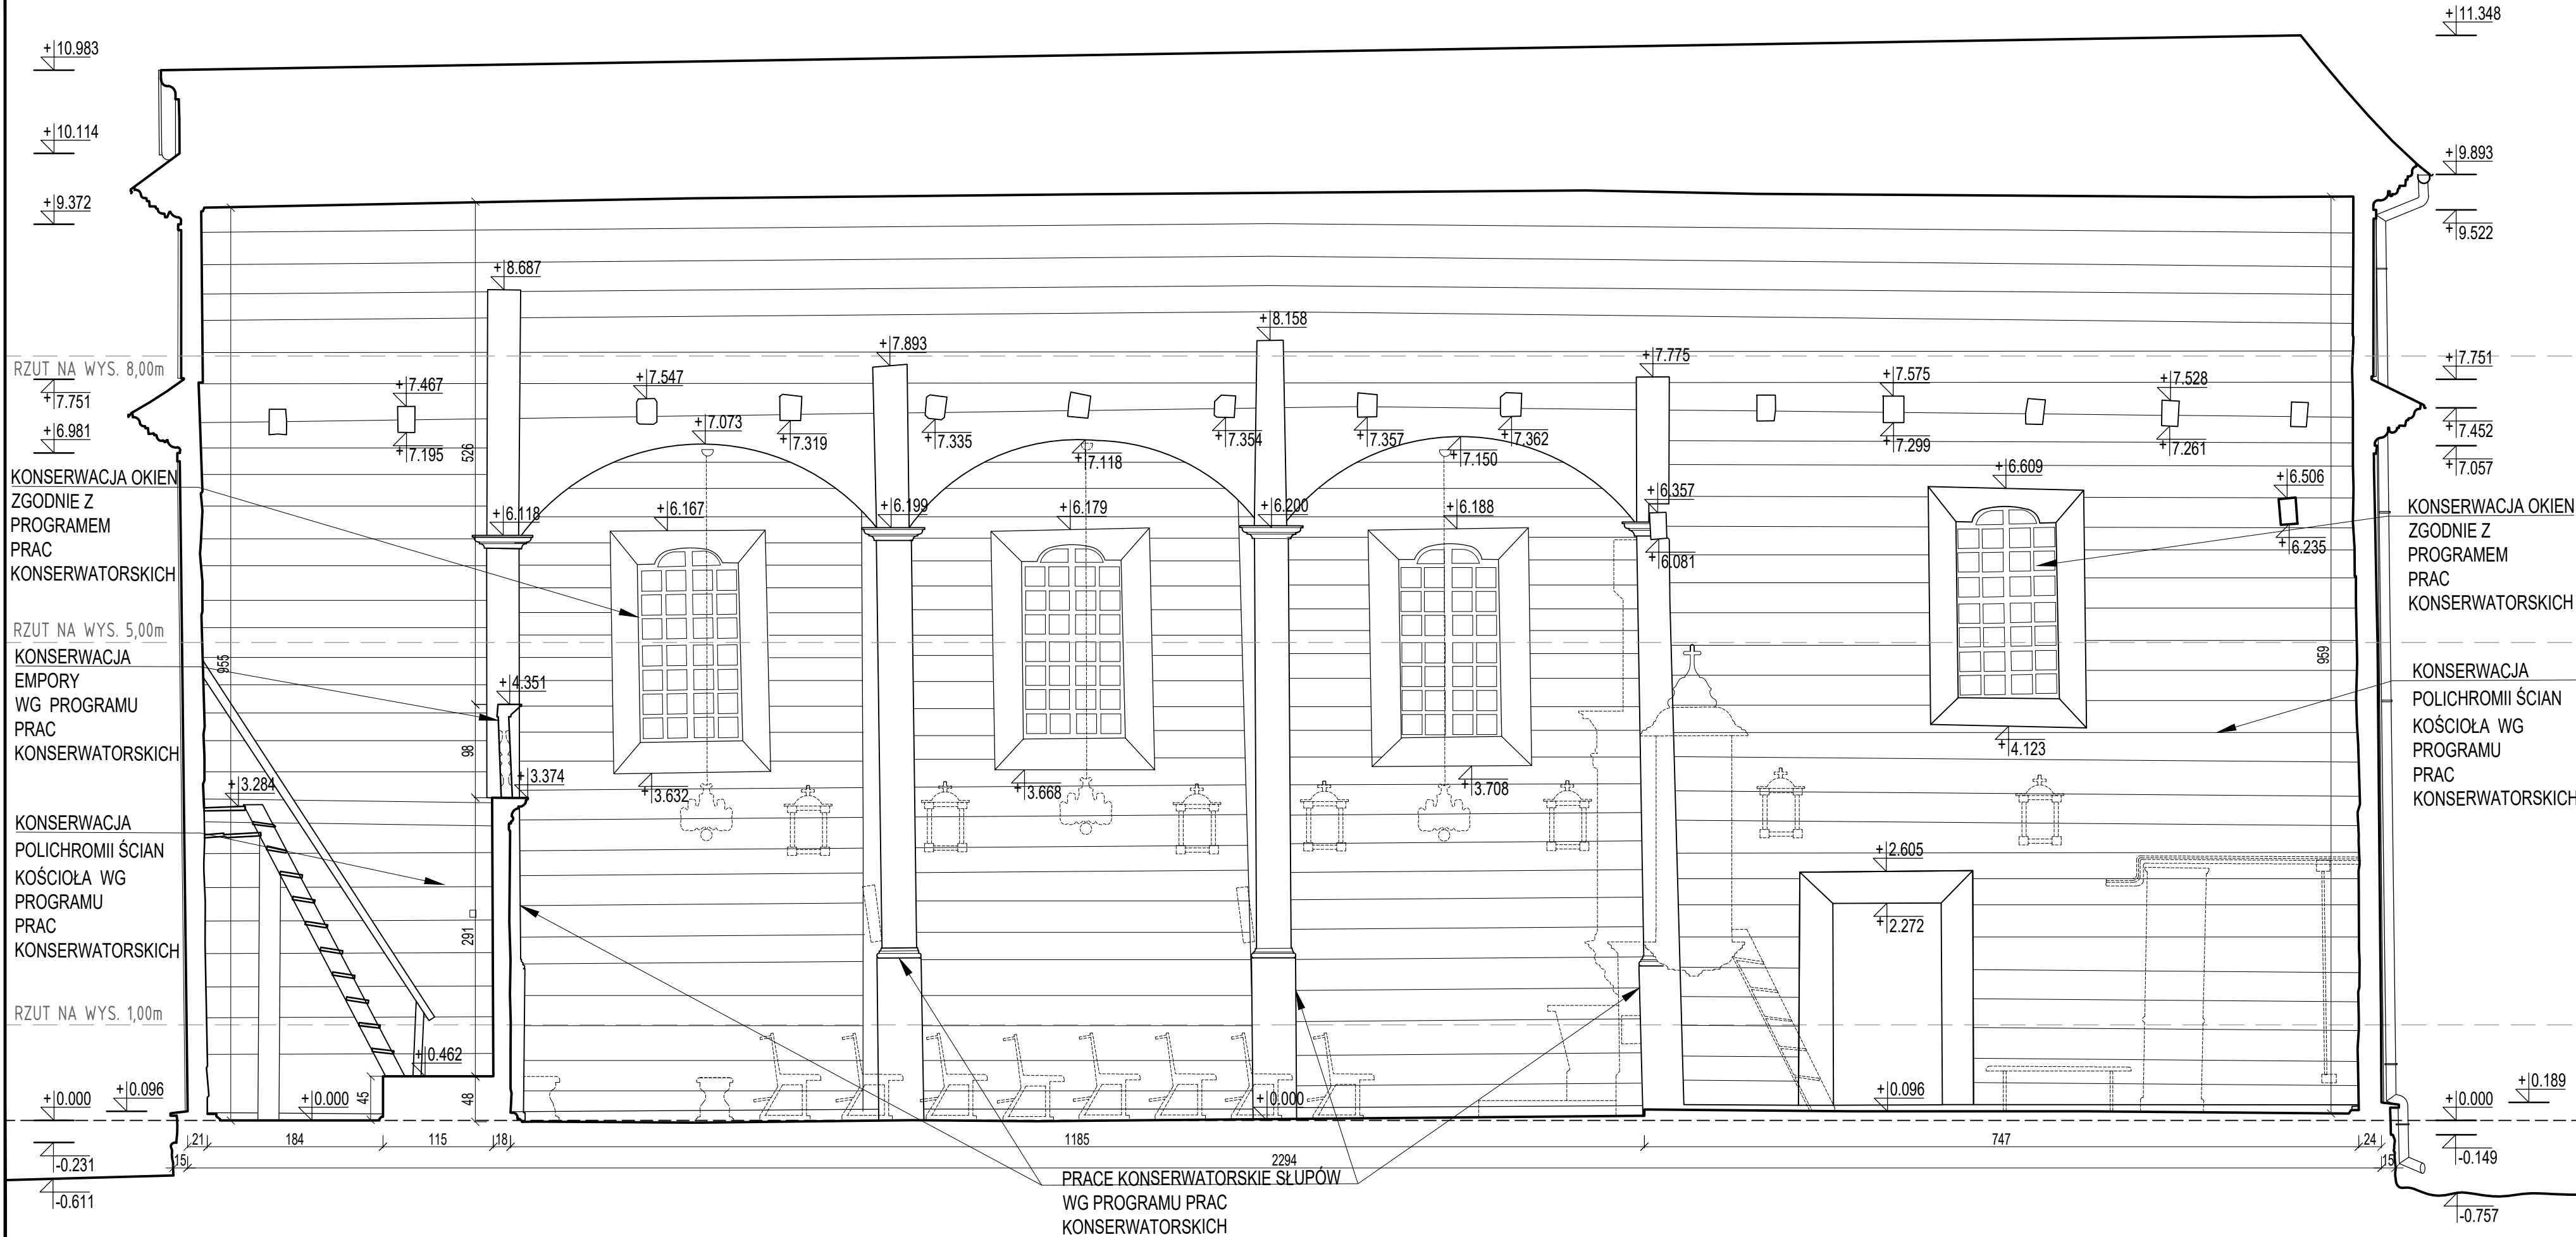 +11.348
+10.983
+10.114
+9.893
+9.372
+9.522
+8.687
+8.158
+7.893
+7.775
RZUT NA WYS. 8,00m
+7.751
+7.751
+7.467
+7.547
+7.575
+7.528
+7.073
+7.319
+7.335
+7.118
+7.354
+7.357
+7.150
+7.362
+7.299
+7.261
+7.452
+6.981
+7.195
526
+7.057
KONSERWACJA OKIEN
ZGODNIE Z
PROGRAMEM
PRAC
KONSERWATORSKICH
+6.118
+6.167
+6.199
+6.179
+6.200
+6.188
+6.357
+6.081
+6.609
+6.506
+6.235
KONSERWACJA OKIEN
ZGODNIE Z
PROGRAMEM
PRAC
KONSERWATORSKICH
RZUT NA WYS. 5,00m
955
959
KONSERWACJA
EMPORY
WG PROGRAMU
PRAC
KONSERWATORSKICH
+4.351
98
+3.374
+3.284
+3.632
+3.668
+3.708
+4.123
KONSERWACJA
POLICHROMII ŚCIAN
KOŚCIOŁA WG
PROGRAMU
PRAC
KONSERWATORSKICH
KONSERWACJA
POLICHROMII ŚCIAN
KOŚCIOŁA WG
PROGRAMU
PRAC
KONSERWATORSKICH
291
+2.605
+2.272
RZUT NA WYS. 1,00m
+0.462
45
48
+0.000
+0.096
+0.000
+0.000
+0.096
+0.000
+0.189
21
184
115
18
1185
747
24
15
2294
15
-0.231
-0.611
-0.149
-0.757
PRACE KONSERWATORSKIE SŁUPÓW
WG PROGRAMU PRAC
KONSERWATORSKICH